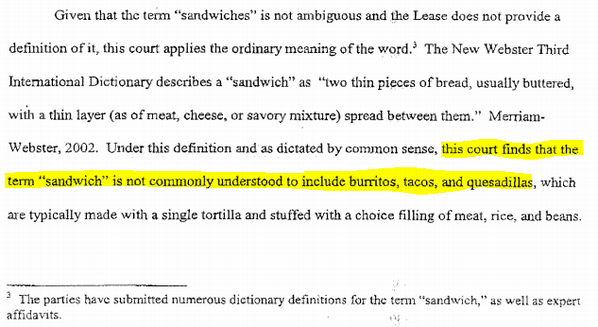 Given that the term “sandwiches” is not ambiguous and the Lease does not provide a
definition of it, this court applies the ordinary meaning of the word.³ The New Webster Third
International Dictionary describes a “sandwich” as “two thin pieces of bread, usually buttered,
with a thin layer (as of meat, cheese, or savory mixture) spread between them.” Merriam-
Webster, 2002. Under this definition and as dictated by common sense, this court finds that the
term “sandwich” is not commonly understood to include burritos, tacos, and quesadillas, which
are typically made with a single tortilla and stuffed with a choice filling of meat, rice, and beans.
³ The parties have submitted numerous dictionary definitions for the term “sandwich,” as well as expert
affidavits.